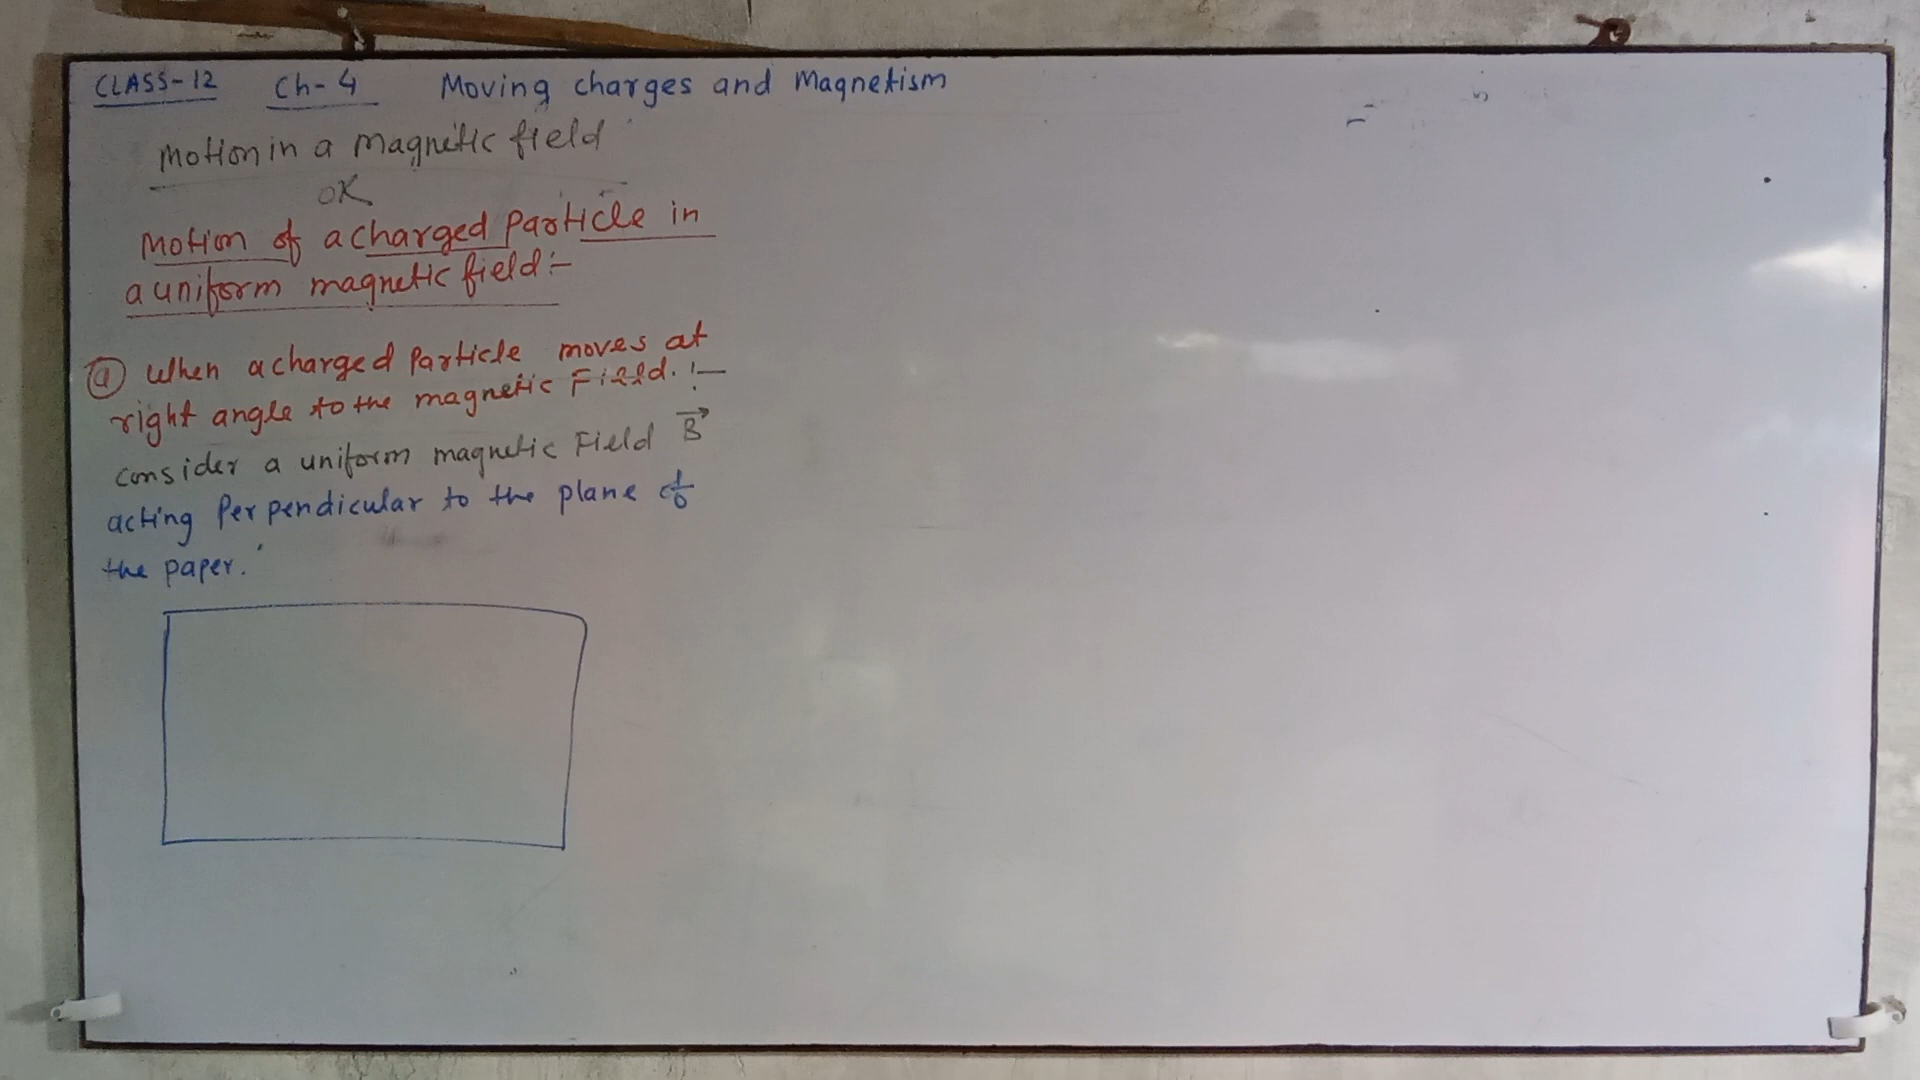 CLASS-12 Ch-4 Moving charges and Magnetism
Motion in a magnetic field
OR
Motion of a charged Particle in
a uniform magnetic field:-
(a) When a charged Particle moves at
right angle to the magnetic Field.:-
consider a uniform magnetic Field B→
acting Perpendicular to the plane of
the paper.